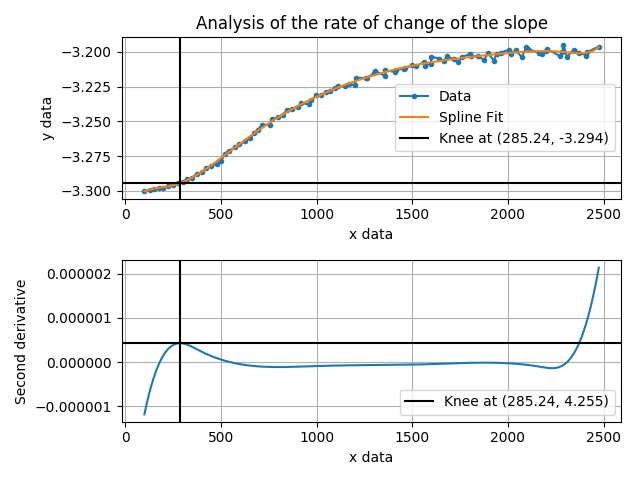 Analysis of the rate of change of the slope
−3.200
−3.225
−3.250
−3.275
−3.300
y data
Data
Spline Fit
Knee at (285.24, -3.294)
0
500
1000
1500
2000
2500
x data
0.000002
0.000001
0.000000
−0.000001
Second derivative
Knee at (285.24, 4.255)
0
500
1000
1500
2000
2500
x data